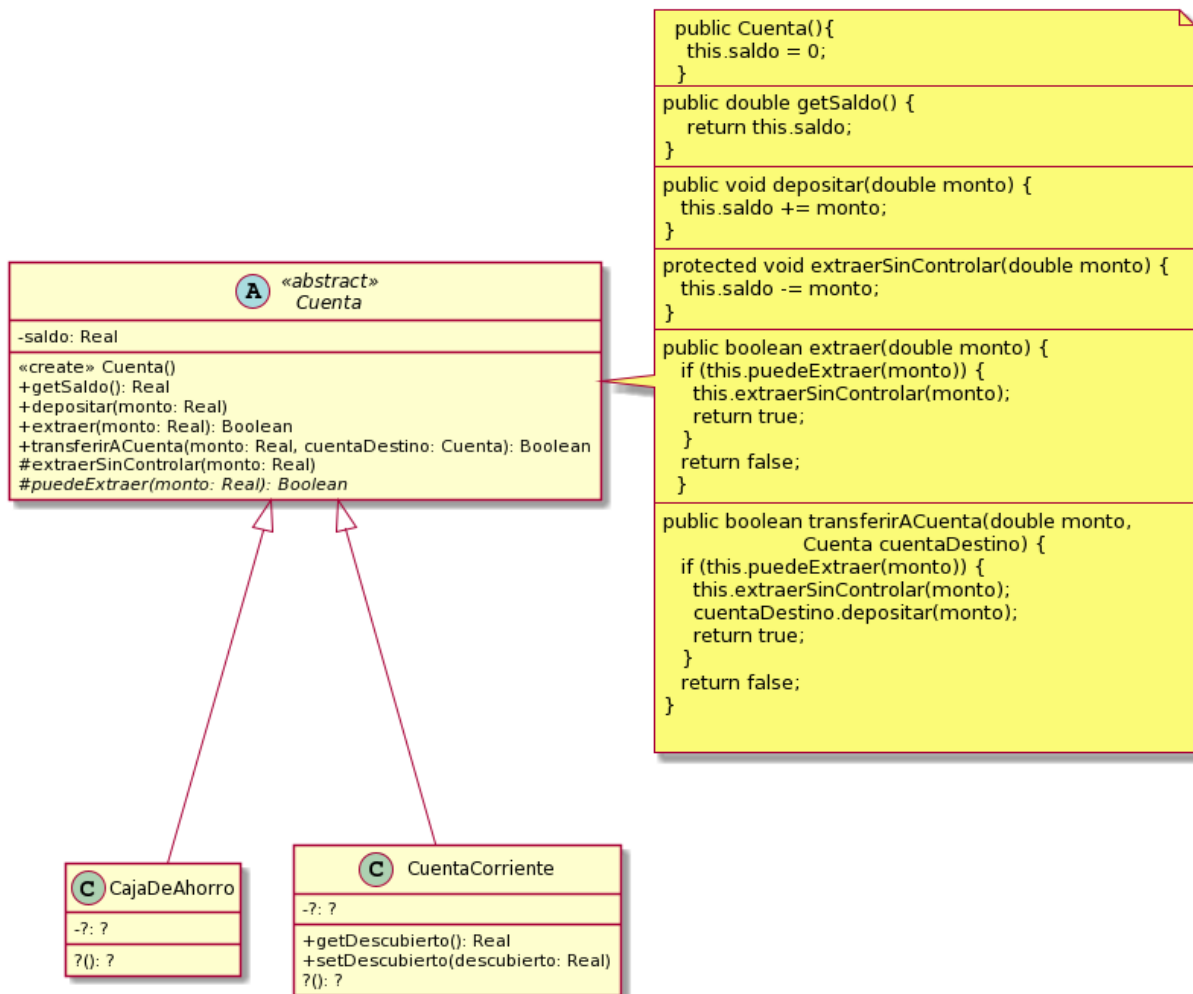 public Cuenta(){
this.saldo = 0;
}
public double getSaldo() {
return this.saldo;
}
public void depositar(double monto) {
this.saldo += monto;
}
protected void extraerSinControlar(double monto) {
this.saldo -= monto;
}
public boolean extraer(double monto) {
if (this.puedeExtraer(monto)) {
this.extraerSinControlar(monto);
return true;
}
return false;
}
public boolean transferirACuenta(double monto,
Cuenta cuentaDestino) {
if (this.puedeExtraer(monto)) {
this.extraerSinControlar(monto);
cuentaDestino.depositar(monto);
return true;
}
return false;
}
A
«abstract»
Cuenta
-saldo: Real
«create» Cuenta()
+getSaldo(): Real
+depositar(monto: Real)
+extraer(monto: Real): Boolean
+transferirACuenta(monto: Real, cuentaDestino: Cuenta): Boolean
#extraerSinControlar(monto: Real)
#puedeExtraer(monto: Real): Boolean
C CajaDeAhorro
-?: ?
?(): ?
C CuentaCorriente
-?: ?
+getDescubierto(): Real
+setDescubierto(descubierto: Real)
?(): ?